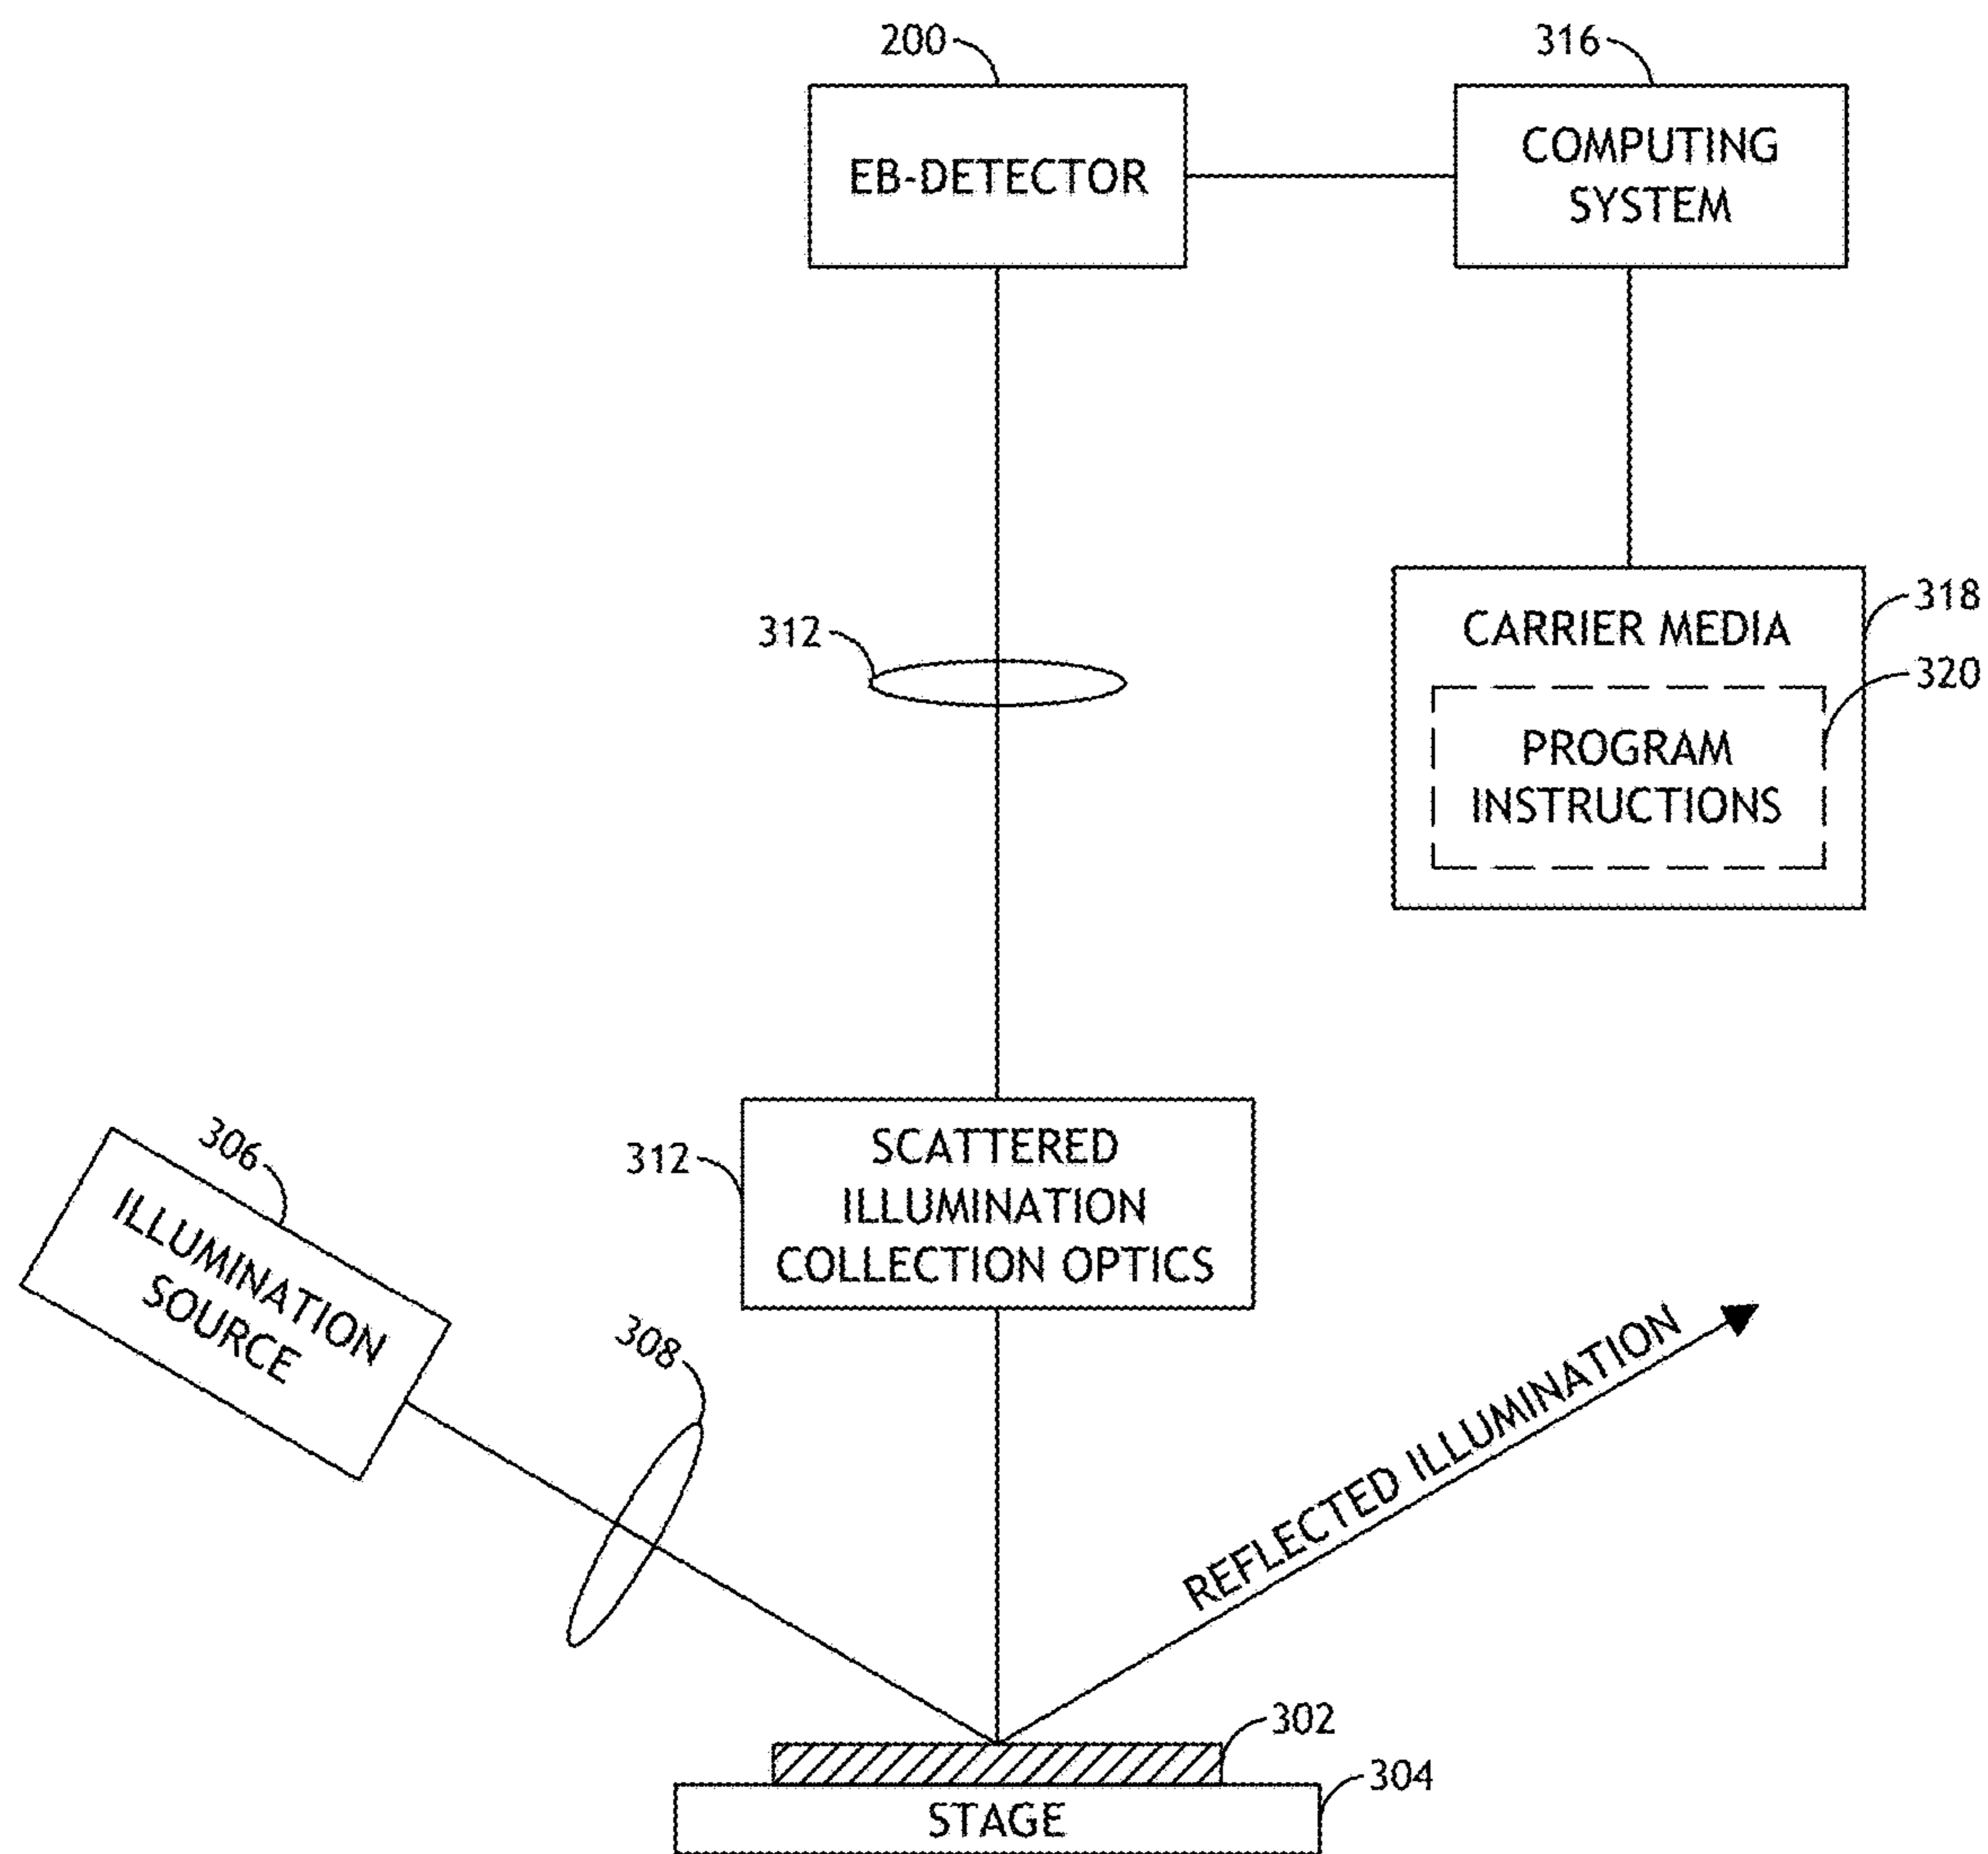 200
316
EB-DETECTOR
COMPUTING
SYSTEM
312
CARRIER MEDIA
318
320
PROGRAM
INSTRUCTIONS
312
SCATTERED
ILLUMINATION
COLLECTION OPTICS
306
ILLUMINATION
SOURCE
308
REFLECTED ILLUMINATION
302
304
STAGE